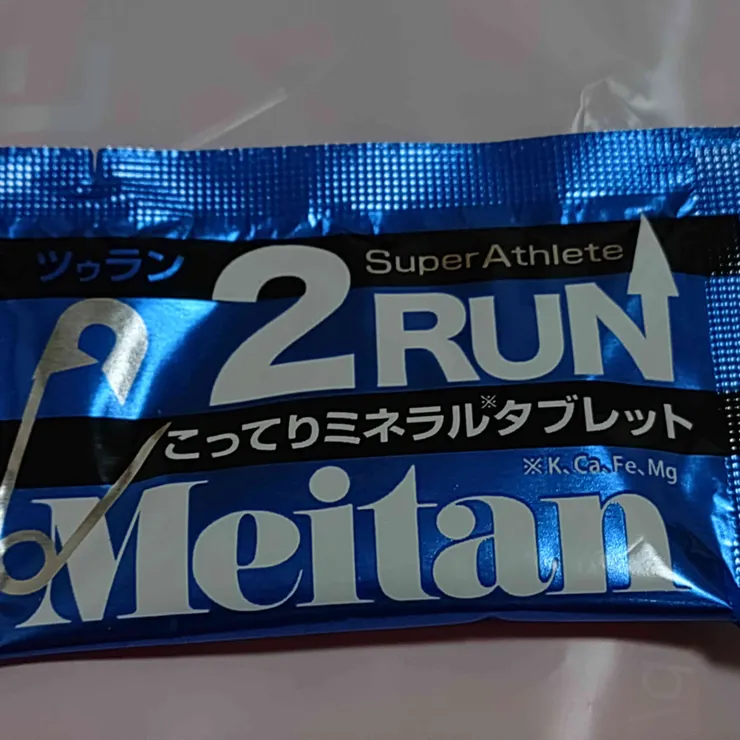 ツゥラン
2RUN
SuperAthlete
こってりミネラル※タブレット
※K、Ca、Fe、Mg
Meitan